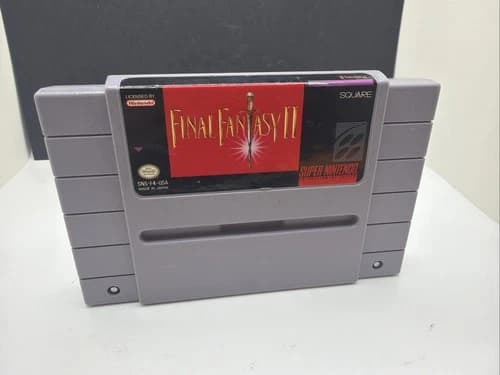 LICENSED BY
Nintendo
SQUARE
FINAL FANTASY II
SNS-F4-USA
MADE IN JAPAN
SUPER NINTENDO